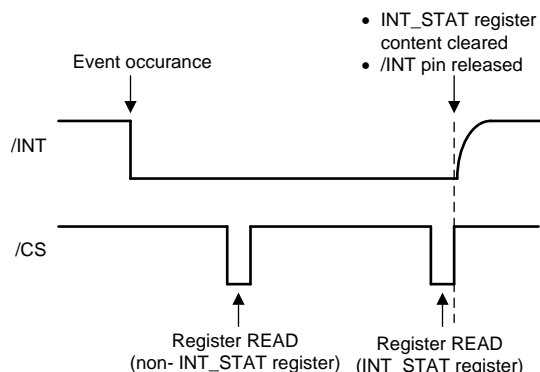 • INT_STAT register
content cleared
• /INT pin released
Event occurance
/INT
/CS
Register READ
(non- INT_STAT register)
Register READ
(INT_STAT register)